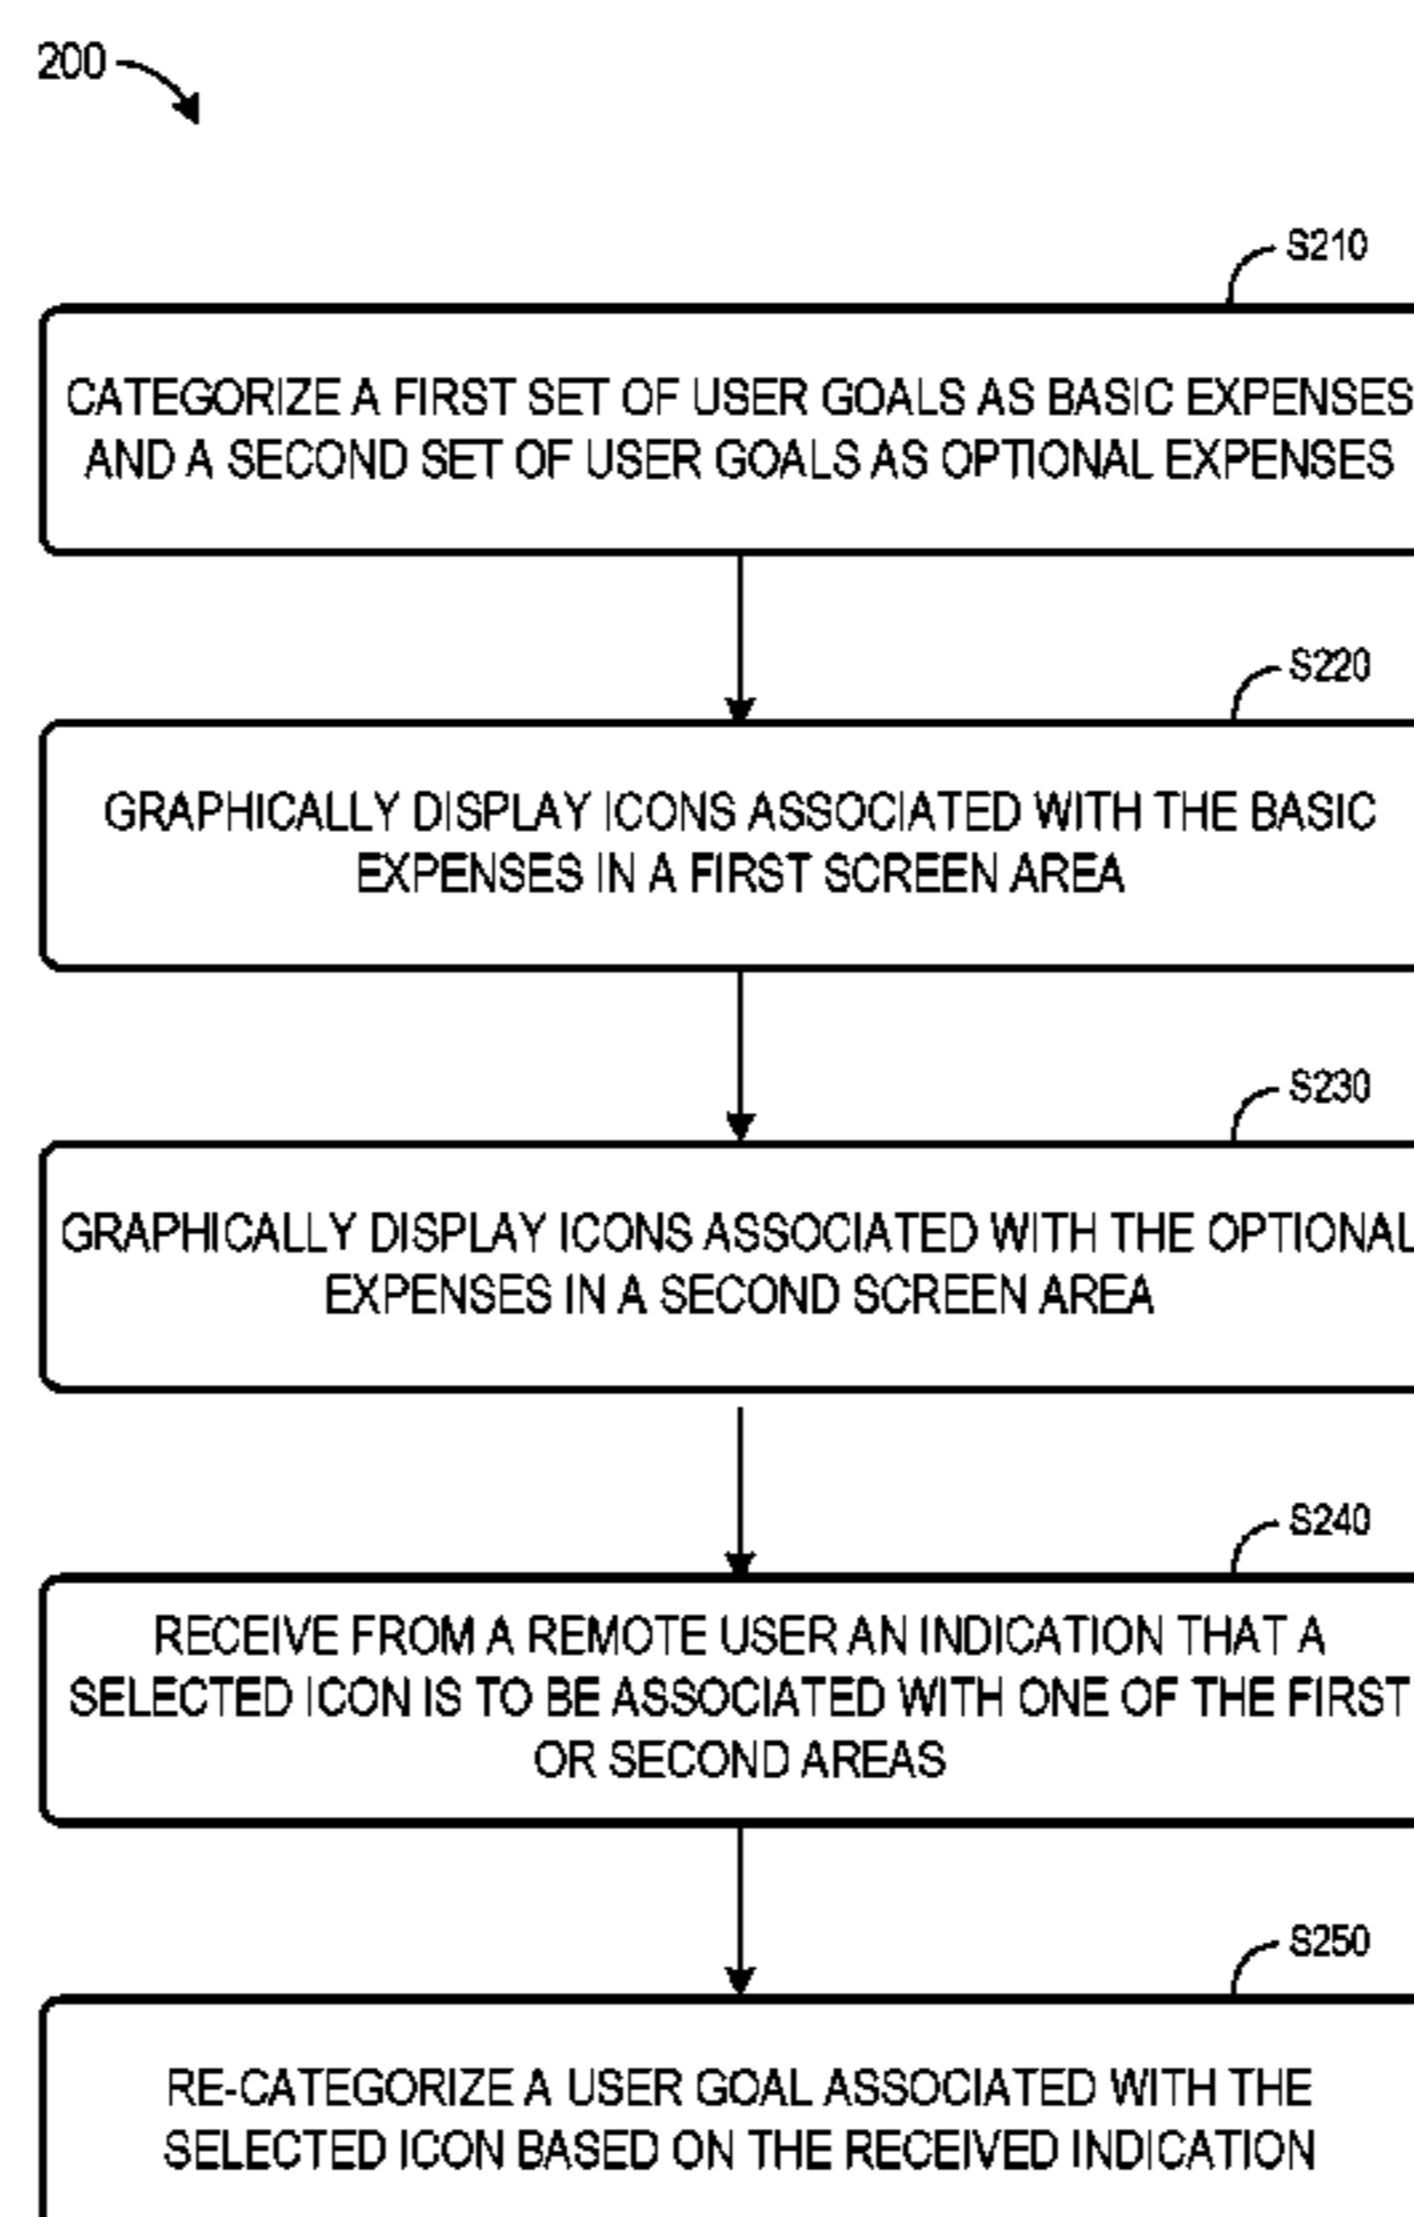 200
S210
CATEGORIZE A FIRST SET OF USER GOALS AS BASIC EXPENSES
AND A SECOND SET OF USER GOALS AS OPTIONAL EXPENSES
S220
GRAPHICALLY DISPLAY ICONS ASSOCIATED WITH THE BASIC
EXPENSES IN A FIRST SCREEN AREA
S230
GRAPHICALLY DISPLAY ICONS ASSOCIATED WITH THE OPTIONAL
EXPENSES IN A SECOND SCREEN AREA
S240
RECEIVE FROM A REMOTE USER AN INDICATION THAT A
SELECTED ICON IS TO BE ASSOCIATED WITH ONE OF THE FIRST
OR SECOND AREAS
S250
RE-CATEGORIZE A USER GOAL ASSOCIATED WITH THE
SELECTED ICON BASED ON THE RECEIVED INDICATION